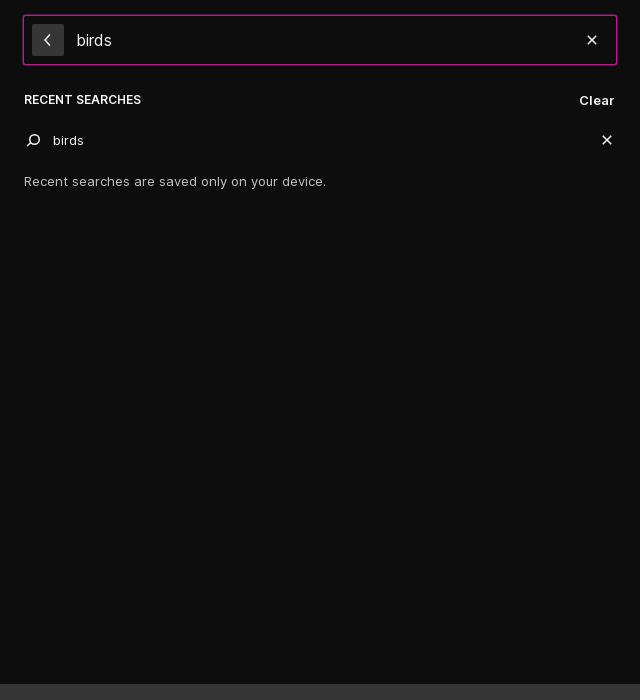 birds
RECENT SEARCHES
Clear
birds
Recent searches are saved only on your device.